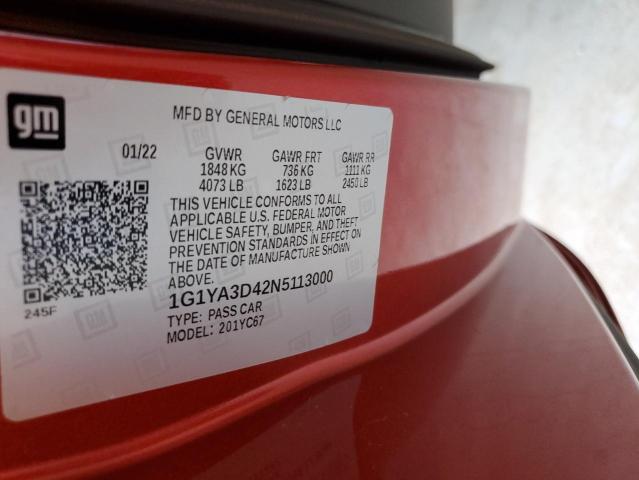 gm
MFD BY GENERAL MOTORS LLC
01/22 GVWR GAWR FRT GAWR RR
1848 KG 736 KG 1111 KG
4073 LB 1623 LB 2450 LB
THIS VEHICLE CONFORMS TO ALL
APPLICABLE U.S. FEDERAL MOTOR
VEHICLE SAFETY, BUMPER, AND THEFT
PREVENTION STANDARDS IN EFFECT ON
THE DATE OF MANUFACTURE SHOWN
ABOVE.
1G1YA3D42N5113000
245F
TYPE: PASS CAR
MODEL: 201YC67